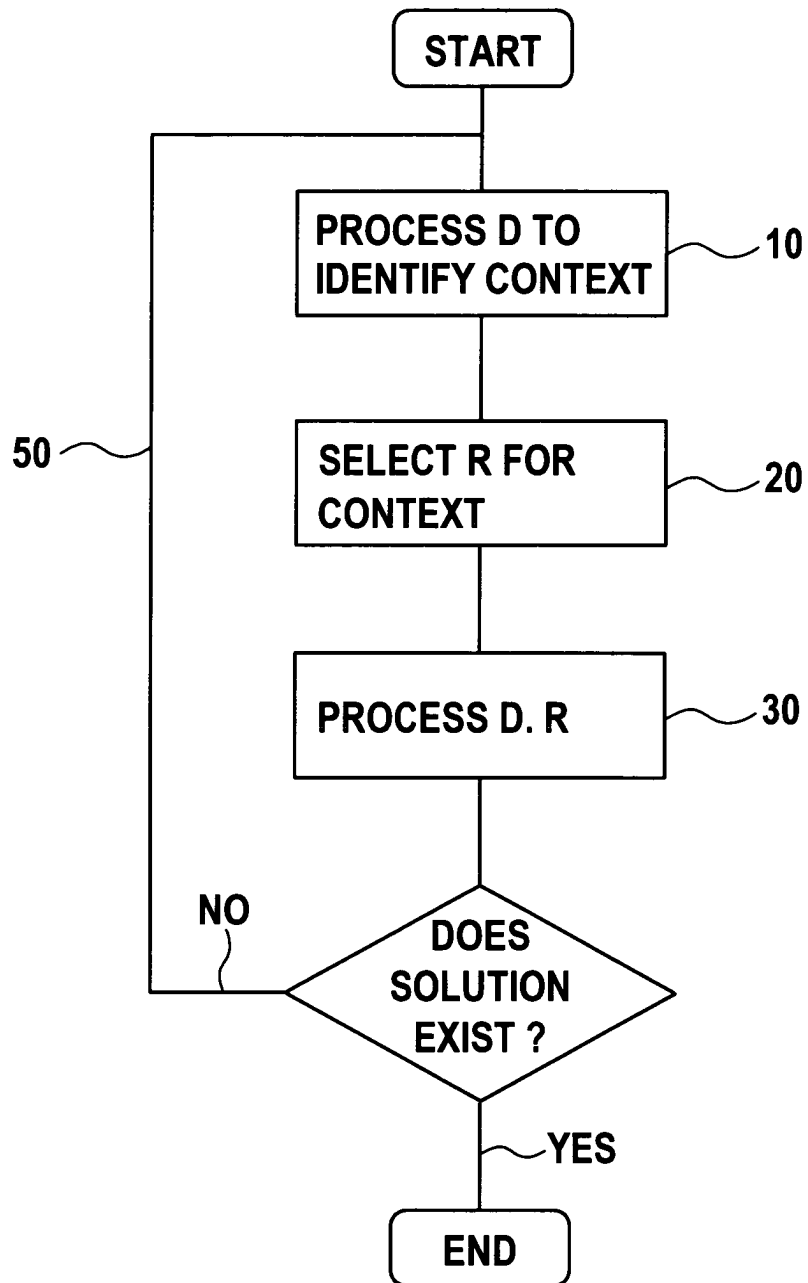 START
PROCESS D TO
IDENTIFY CONTEXT
10
50
SELECT R FOR
CONTEXT
20
PROCESS D. R
30
NO
DOES
SOLUTION
EXIST ?
YES
END